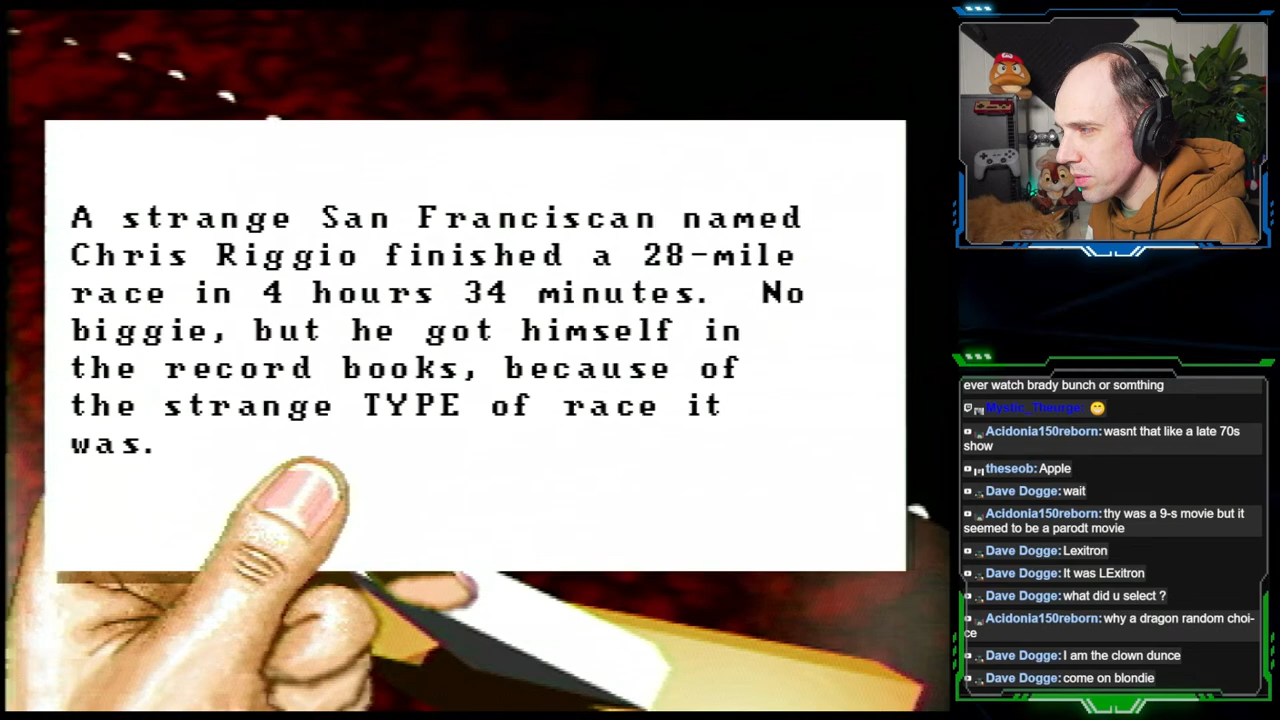 A strange San Franciscan named
Chris Riggio finished a 28-mile
race in 4 hours 34 minutes.  No
biggie, but he got himself in
the record books, because of
the strange TYPE of race it
was.
ever watch brady bunch or somthing
Mystic_Theurge:
Acidonia150reborn: wasnt that like a late 70s
show
theseob: Apple
Dave Dogge: wait
Acidonia150reborn: thy was a 9-s movie but it
seemed to be a parodt movie
Dave Dogge: Lexitron
Dave Dogge: It was LExitron
Dave Dogge: what did u select ?
Acidonia150reborn: why a dragon random choi-
ce
Dave Dogge: I am the clown dunce
Dave Dogge: come on blondie